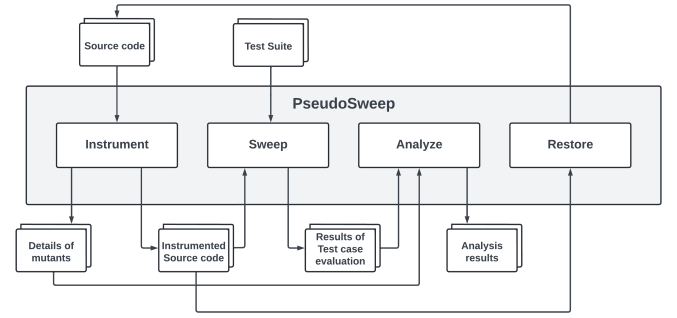 Source code
Test Suite
PseudoSweep
Instrument
Sweep
Analyze
Restore
Details of
mutants
Instrumented
Source code
Results of
Test case
evaluation
Analysis
results